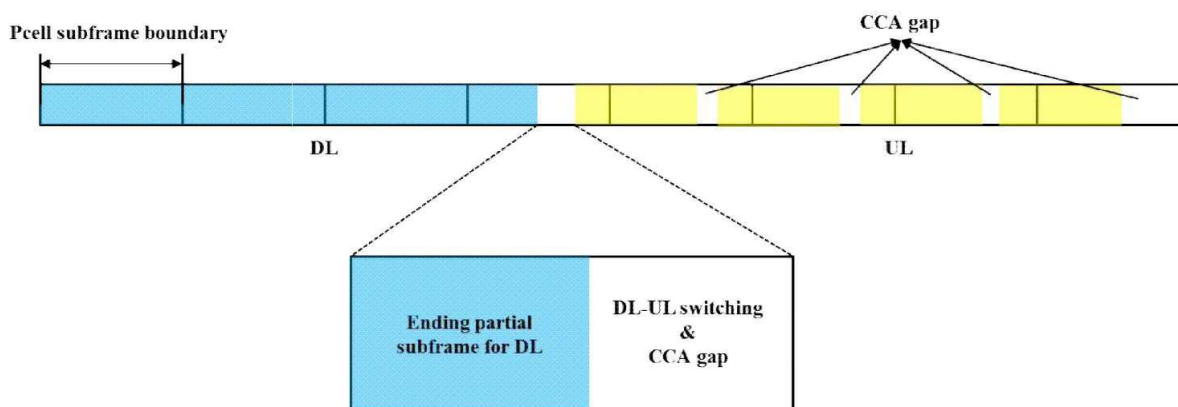 CCA gap
Pcell subframe boundary
DL
UL
Ending partial
subframe for DL
DL-UL switching
&
CCA gap